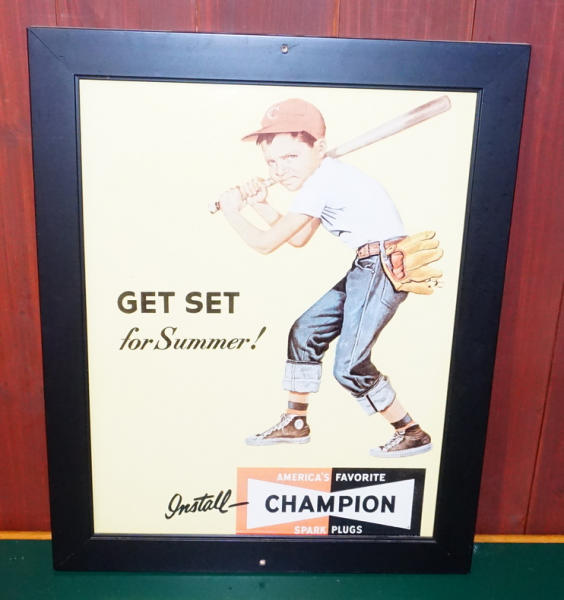 C
GET SET
for Summer!
AMERICA'S FAVORITE
Install CHAMPION
SPARK PLUGS